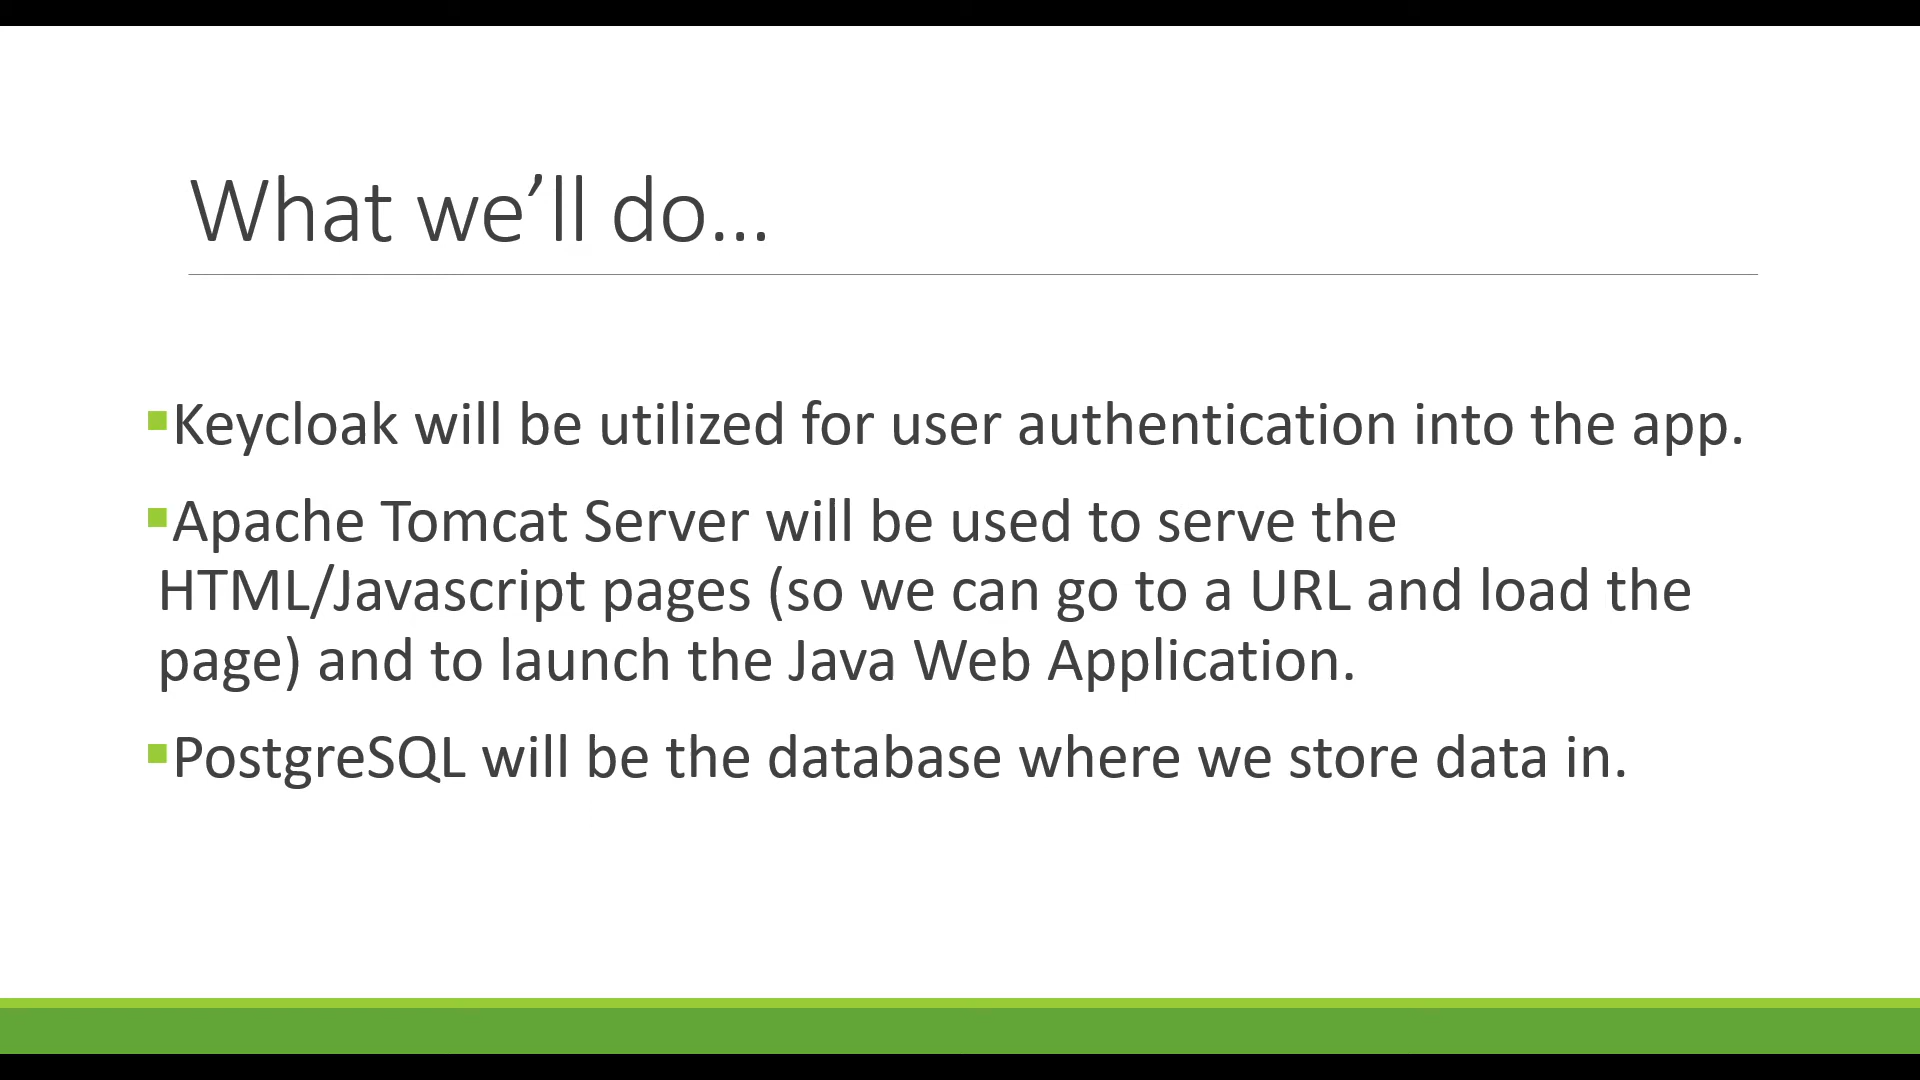 What we’ll do…
▪Keycloak will be utilized for user authentication into the app.
▪Apache Tomcat Server will be used to serve the
HTML/Javascript pages (so we can go to a URL and load the
page) and to launch the Java Web Application.
▪PostgreSQL will be the database where we store data in.